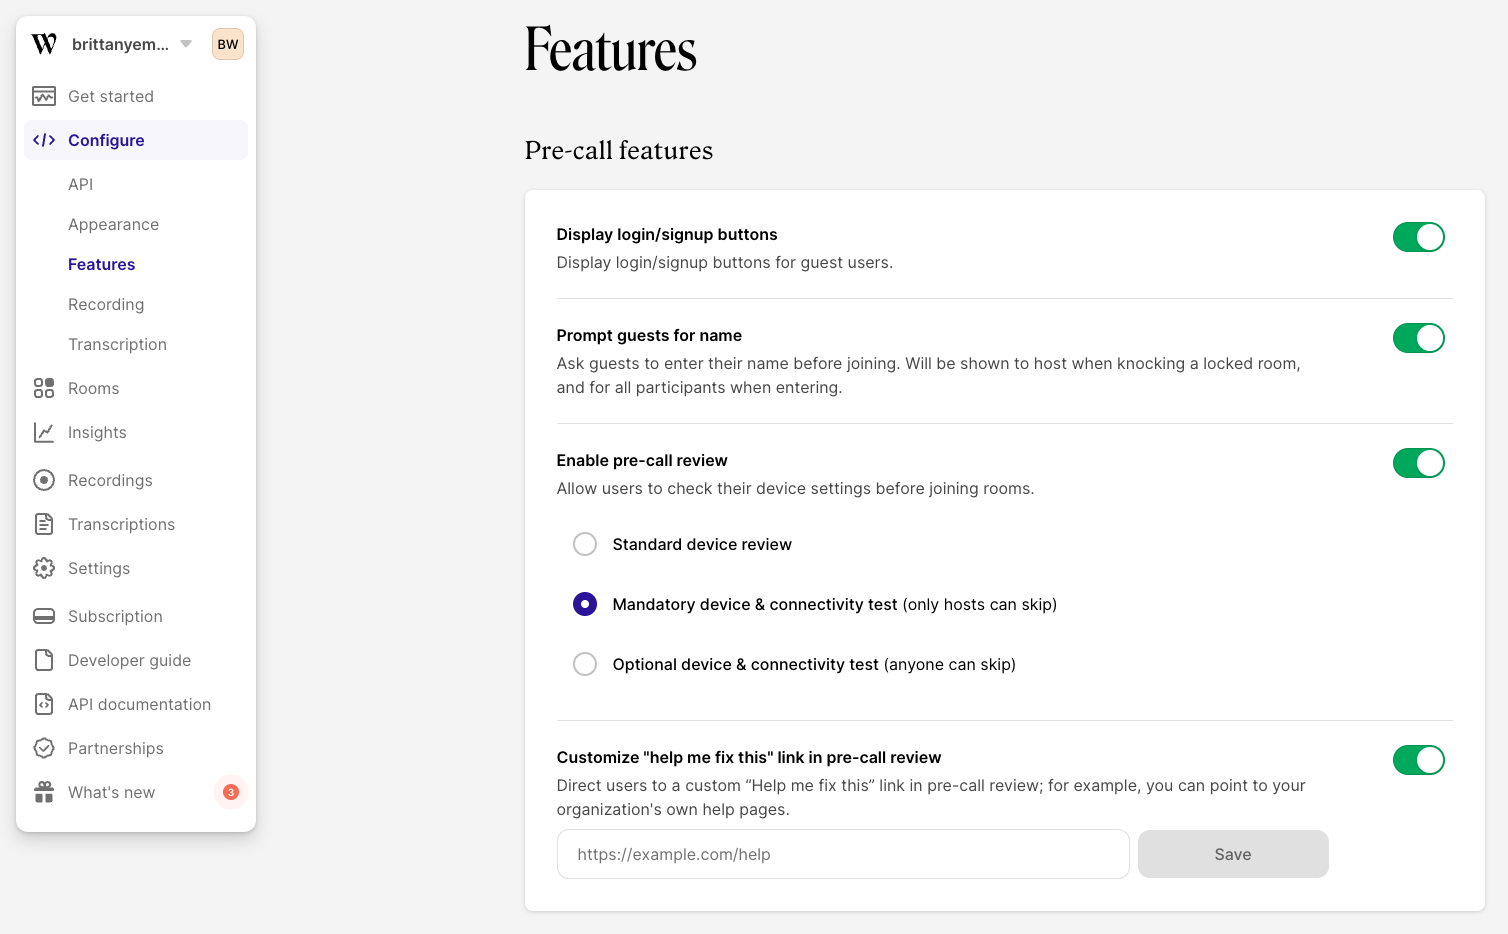 brittanyem...
BW
Get started
Configure
API
Appearance
Features
Recording
Transcription
Rooms
Insights
Recordings
Transcriptions
Settings
Subscription
Developer guide
API documentation
Partnerships
What's new
3
Features
Pre-call features
Display login/signup buttons
Display login/signup buttons for guest users.
Prompt guests for name
Ask guests to enter their name before joining. Will be shown to host when knocking a locked room,
and for all participants when entering.
Enable pre-call review
Allow users to check their device settings before joining rooms.
Standard device review
Mandatory device & connectivity test (only hosts can skip)
Optional device & connectivity test (anyone can skip)
Customize "help me fix this" link in pre-call review
Direct users to a custom “Help me fix this” link in pre-call review; for example, you can point to your
organization's own help pages.
https://example.com/help
Save